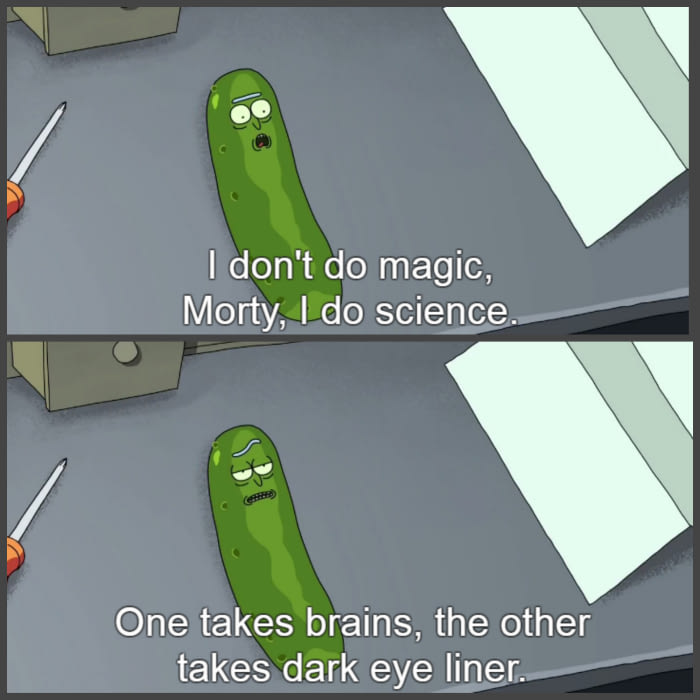 I don't do magic,
Morty, I do science.
One takes brains, the other
takes dark eye liner.